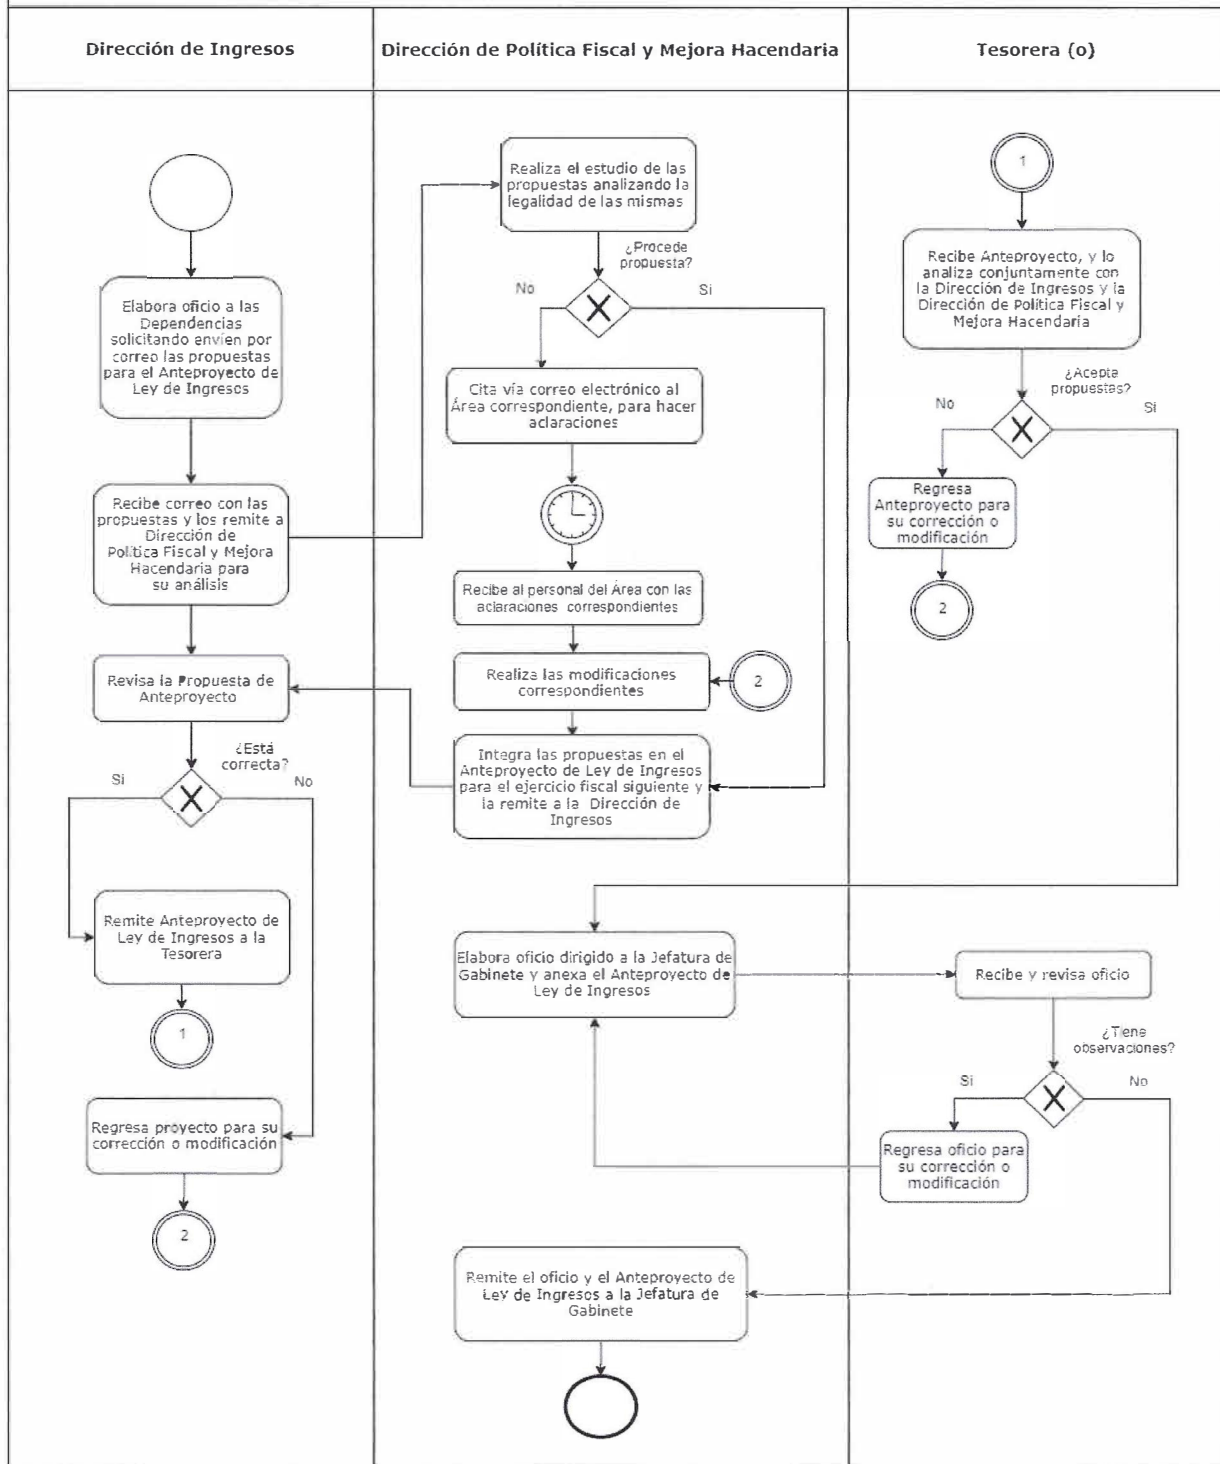 Dirección de Ingresos
Dirección de Política Fiscal y Mejora Hacendaria
Tesorera (o)
Elabora oficio a las
Dependencias
solicitando envíen por
correo las propuestas
para el Anteproyecto de
Ley de Ingresos
Recibe correo con las
propuestas y los remite a
Dirección de
Política Fiscal y Mejora
Hacendaria para
su análisis
Revisa la Propuesta de
Anteproyecto
¿Está
correcta?
Si
No
Remite Anteproyecto de
Ley de Ingresos a la
Tesorera
1
Regresa proyecto para su
corrección o modificación
2
Realiza el estudio de las
propuestas analizando la
legalidad de las mismas
¿Procede
propuesta?
No
Si
Cita vía correo electrónico al
Área correspondiente, para hacer
aclaraciones
Recibe al personal del Área con las
aclaraciones correspondientes
Realiza las modificaciones
correspondientes
2
Integra las propuestas en el
Anteproyecto de Ley de Ingresos
para el ejercicio fiscal siguiente y
la remite a la Dirección de
Ingresos
Elabora oficio dirigido a la Jefatura de
Gabinete y anexa el Anteproyecto de
Ley de Ingresos
Remite el oficio y el Anteproyecto de
Ley de Ingresos a la Jefatura de
Gabinete
1
Recibe Anteproyecto, y lo
analiza conjuntamente con
la Dirección de Ingresos y la
Dirección de Política Fiscal y
Mejora Hacendaria
¿Acepta
propuestas?
No
Si
Regresa
Anteproyecto para
su corrección o
modificación
2
Recibe y revisa oficio
¿Tiene
observaciones?
Si
No
Regresa oficio para
su corrección o
modificación